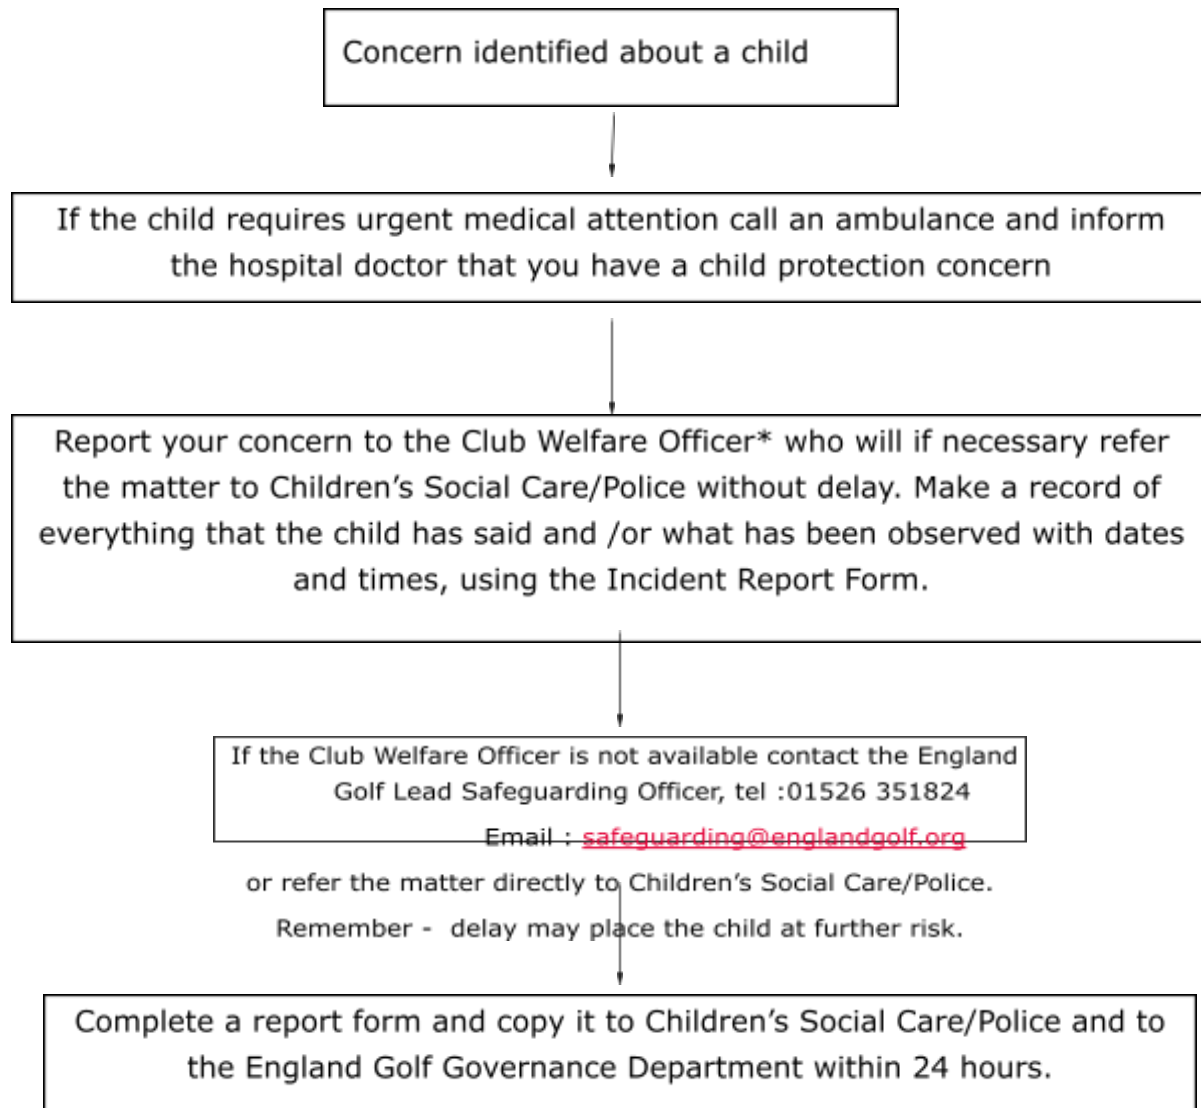 Concern identified about a child
If the child requires urgent medical attention call an ambulance and inform
the hospital doctor that you have a child protection concern
Report your concern to the Club Welfare Officer* who will if necessary refer
the matter to Children’s Social Care/Police without delay. Make a record of
everything that the child has said and /or what has been observed with dates
and times, using the Incident Report Form.
If the Club Welfare Officer is not available contact the England
Golf Lead Safeguarding Officer, tel :01526 351824
Email : safeguarding@englandgolf.org
or refer the matter directly to Children’s Social Care/Police.
Remember -  delay may place the child at further risk.
Complete a report form and copy it to Children’s Social Care/Police and to
the England Golf Governance Department within 24 hours.